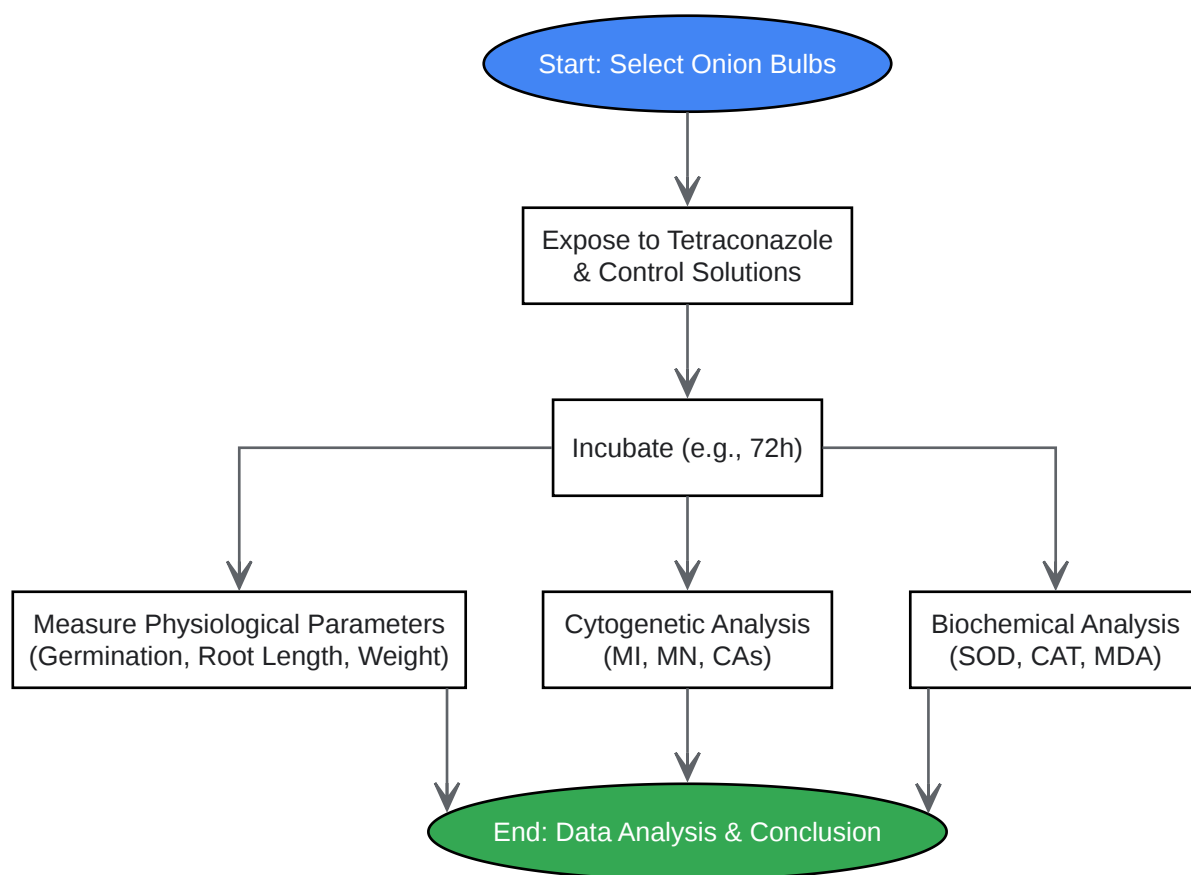 Start: Select Onion Bulbs
Expose to Tetraconazole
& Control Solutions
Incubate (e.g., 72h)
Measure Physiological Parameters
(Germination, Root Length, Weight)
Cytogenetic Analysis
(MI, MN, CAs)
Biochemical Analysis
(SOD, CAT, MDA)
End: Data Analysis & Conclusion